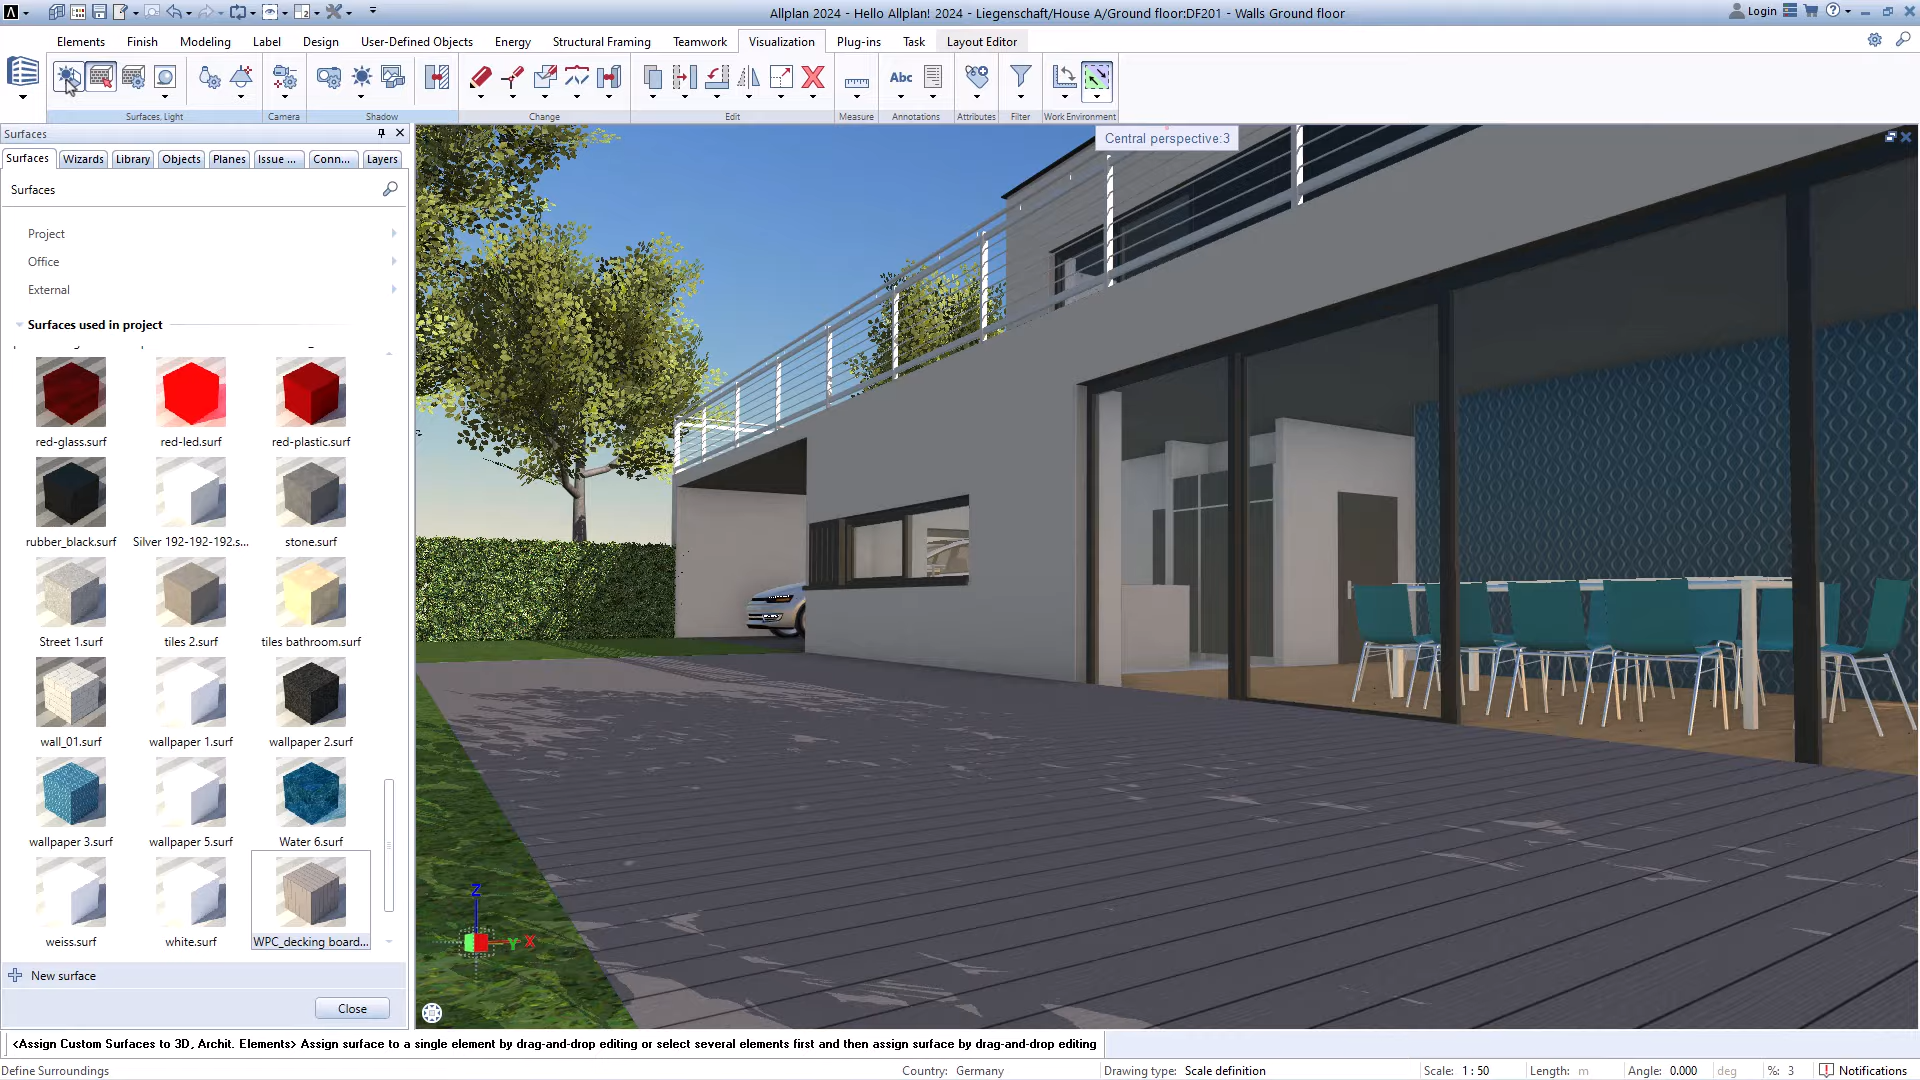 Allplan 2024 - Hello Allplan! 2024 - Liegenschaft/House A/Ground floor:DF201 - Walls Ground floor
Login
Elements Finish Modeling Label Design User-Defined Objects Energy Structural Framing Teamwork Visualization Plug-ins Task Layout Editor
Abc
Surfaces, Light Camera Shadow Change Edit Measure Annotations Attributes Filter Work Environment
Surfaces
Central perspective:3
Surfaces Wizards Library Objects Planes Issue ... Conn... Layers
Surfaces
Project
Office
External
Surfaces used in project
red-glass.surf red-led.surf red-plastic.surf
rubber_black.surf Silver 192-192-192.s... stone.surf
Street 1.surf tiles 2.surf tiles bathroom.surf
wall_01.surf wallpaper 1.surf wallpaper 2.surf
wallpaper 3.surf wallpaper 5.surf Water 6.surf
weiss.surf white.surf WPC_decking board...
Z
Y X
New surface
Close
<Assign Custom Surfaces to 3D, Archit. Elements> Assign surface to a single element by drag-and-drop editing or select several elements first and then assign surface by drag-and-drop editing
Define Surroundings Country: Germany Drawing type: Scale definition Scale: 1 : 50 Length: m Angle: 0.000 deg %: 3 Notifications